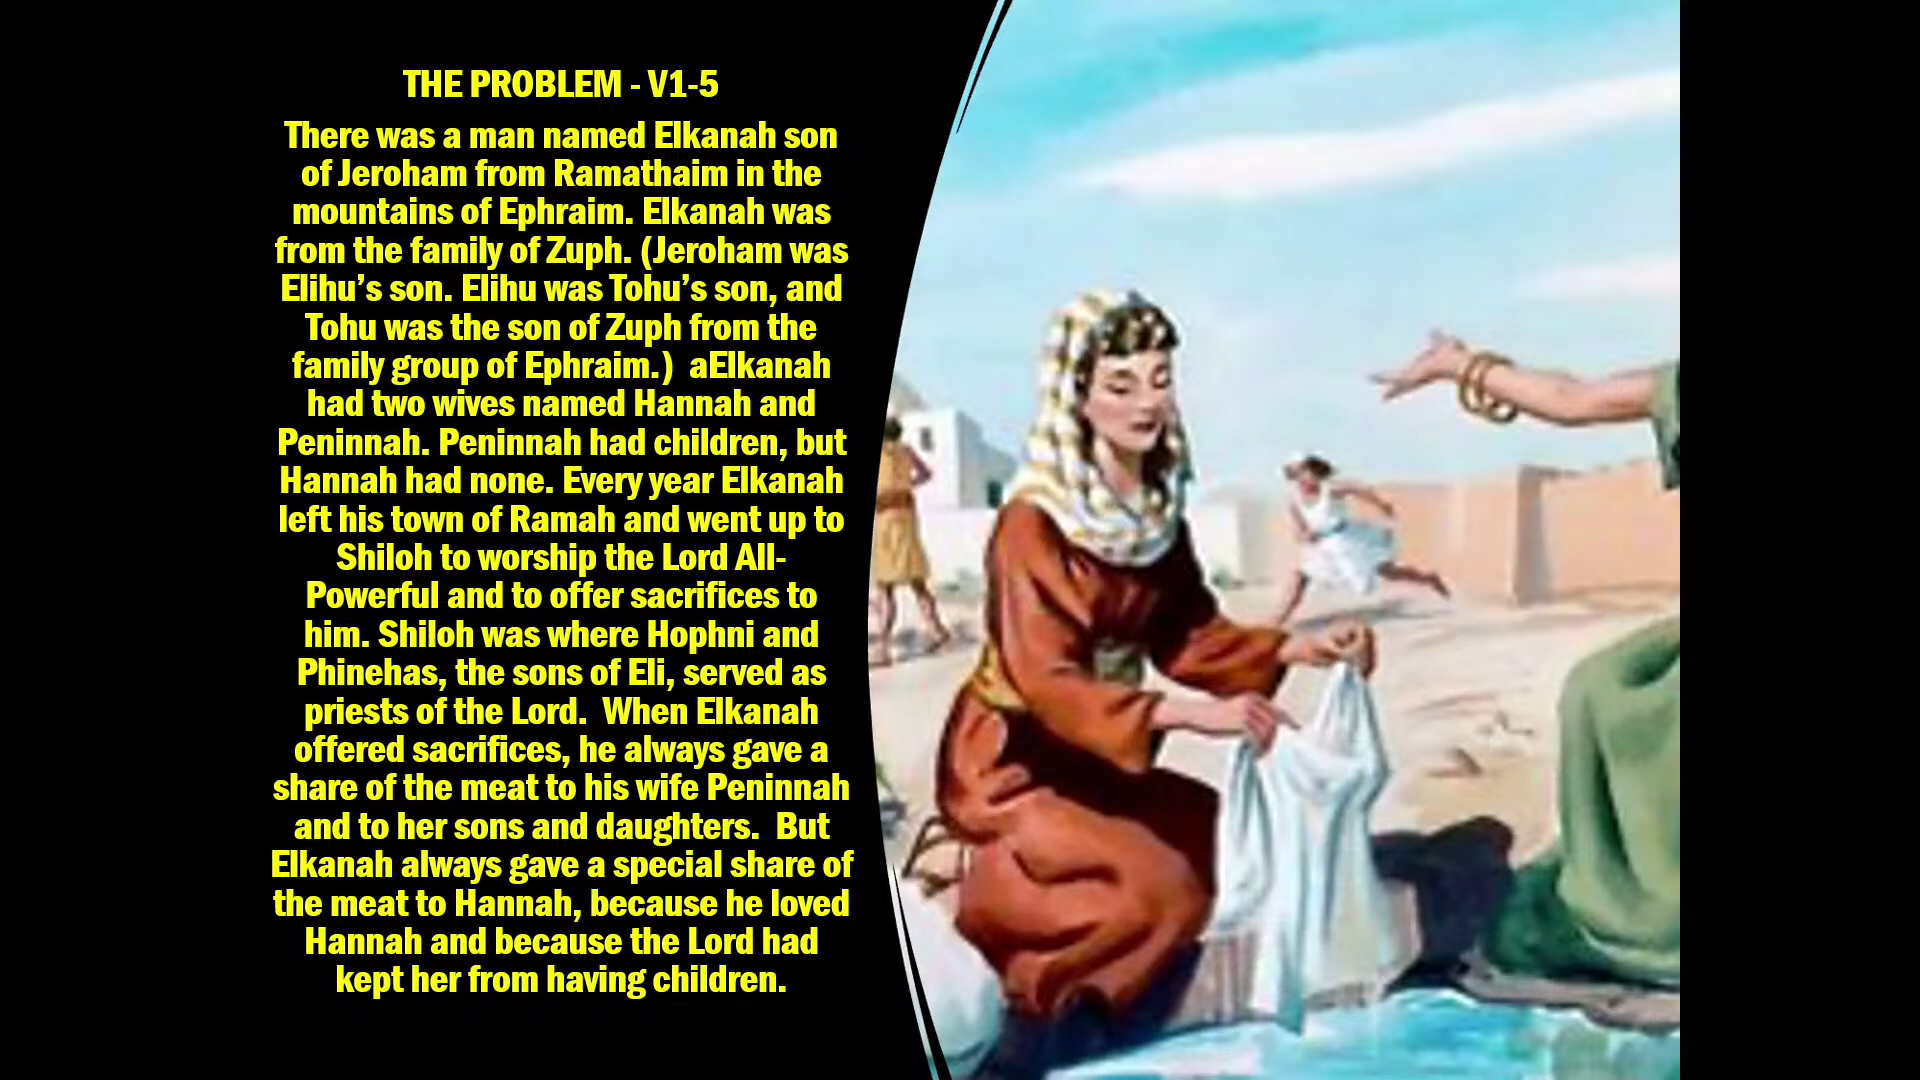 THE PROBLEM - V1-5
There was a man named Elkanah son
of Jeroham from Ramathaim in the
mountains of Ephraim. Elkanah was
from the family of Zuph. (Jeroham was
Elihu’s son. Elihu was Tohu’s son, and
Tohu was the son of Zuph from the
family group of Ephraim.)  aElkanah
had two wives named Hannah and
Peninnah. Peninnah had children, but
Hannah had none. Every year Elkanah
left his town of Ramah and went up to
Shiloh to worship the Lord All-
Powerful and to offer sacrifices to
him. Shiloh was where Hophni and
Phinehas, the sons of Eli, served as
priests of the Lord.  When Elkanah
offered sacrifices, he always gave a
share of the meat to his wife Peninnah
and to her sons and daughters.  But
Elkanah always gave a special share of
the meat to Hannah, because he loved
Hannah and because the Lord had
kept her from having children.